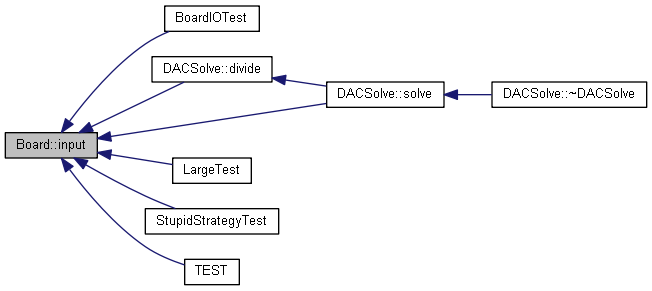 BoardIOTest
DACSolve::divide
DACSolve::solve
DACSolve::~DACSolve
Board::input
LargeTest
StupidStrategyTest
TEST